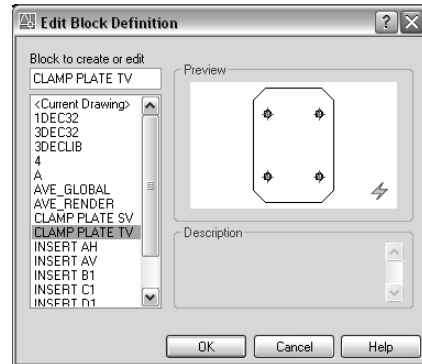 Edit Block Definition
Block to create or edit
CLAMP PLATE TV
<Current Drawing>
1DEC32
3DEC32
3DECLIB
4
A
AVE_GLOBAL
AVE_RENDER
CLAMP PLATE SV
CLAMP PLATE TV
INSERT AH
INSERT AV
INSERT B1
INSERT C1
INSERT D1
Preview
Description
OK
Cancel
Help